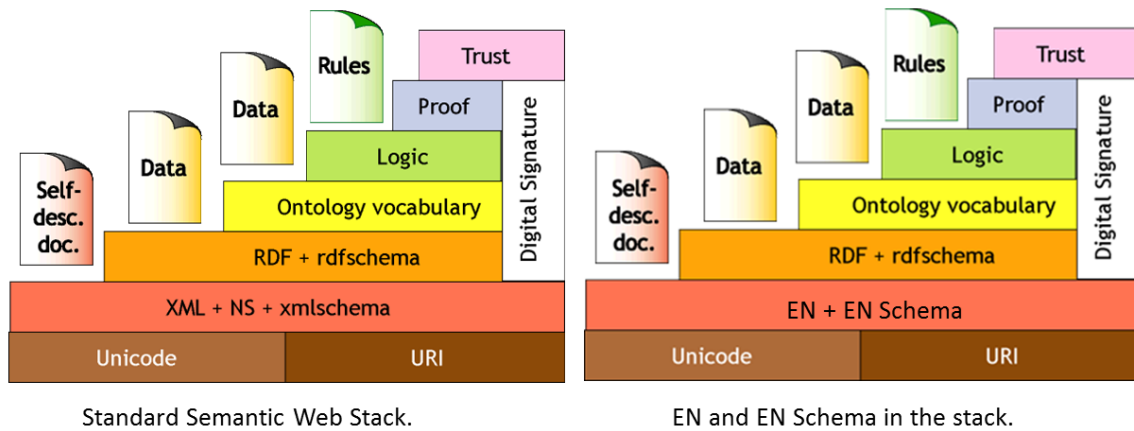 Rules
Trust
Data
Proof
Data
Logic
Self-
desc.
doc.
Ontology vocabulary
Digital Signature
RDF + rdfschema
XML + NS + xmlschema
Unicode
URI
Standard Semantic Web Stack.
Rules
Trust
Data
Proof
Data
Logic
Self-
desc.
doc.
Ontology vocabulary
Digital Signature
RDF + rdfschema
EN + EN Schema
Unicode
URI
EN and EN Schema in the stack.